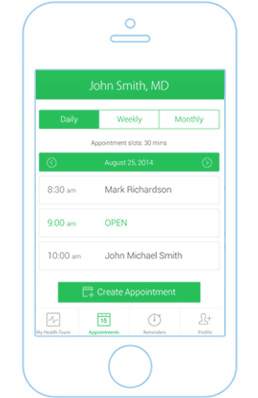 John Smith, MD
Daily Weekly Monthly
Appointment slots: 30 mins
August 25, 2014
8:30 am Mark Richardson
9:00 am OPEN
10:00 am John Michael Smith
Create Appointment
15
My Health Team Appointments Reminders Profile